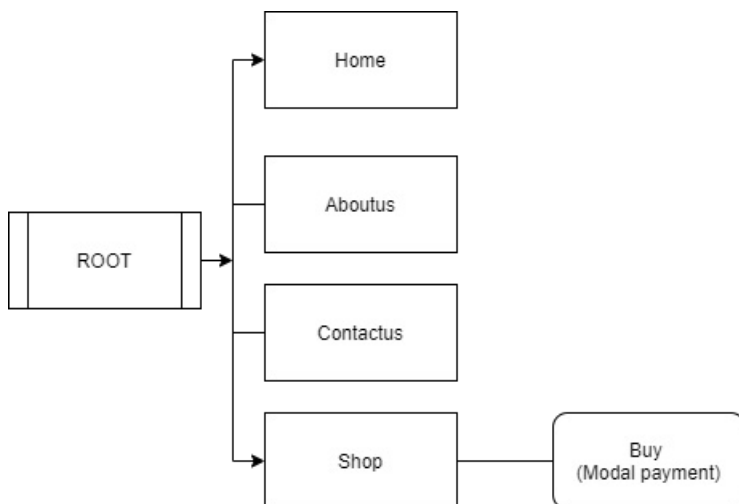 Home
Aboutus
ROOT
Contactus
Shop
Buy
(Modal payment)